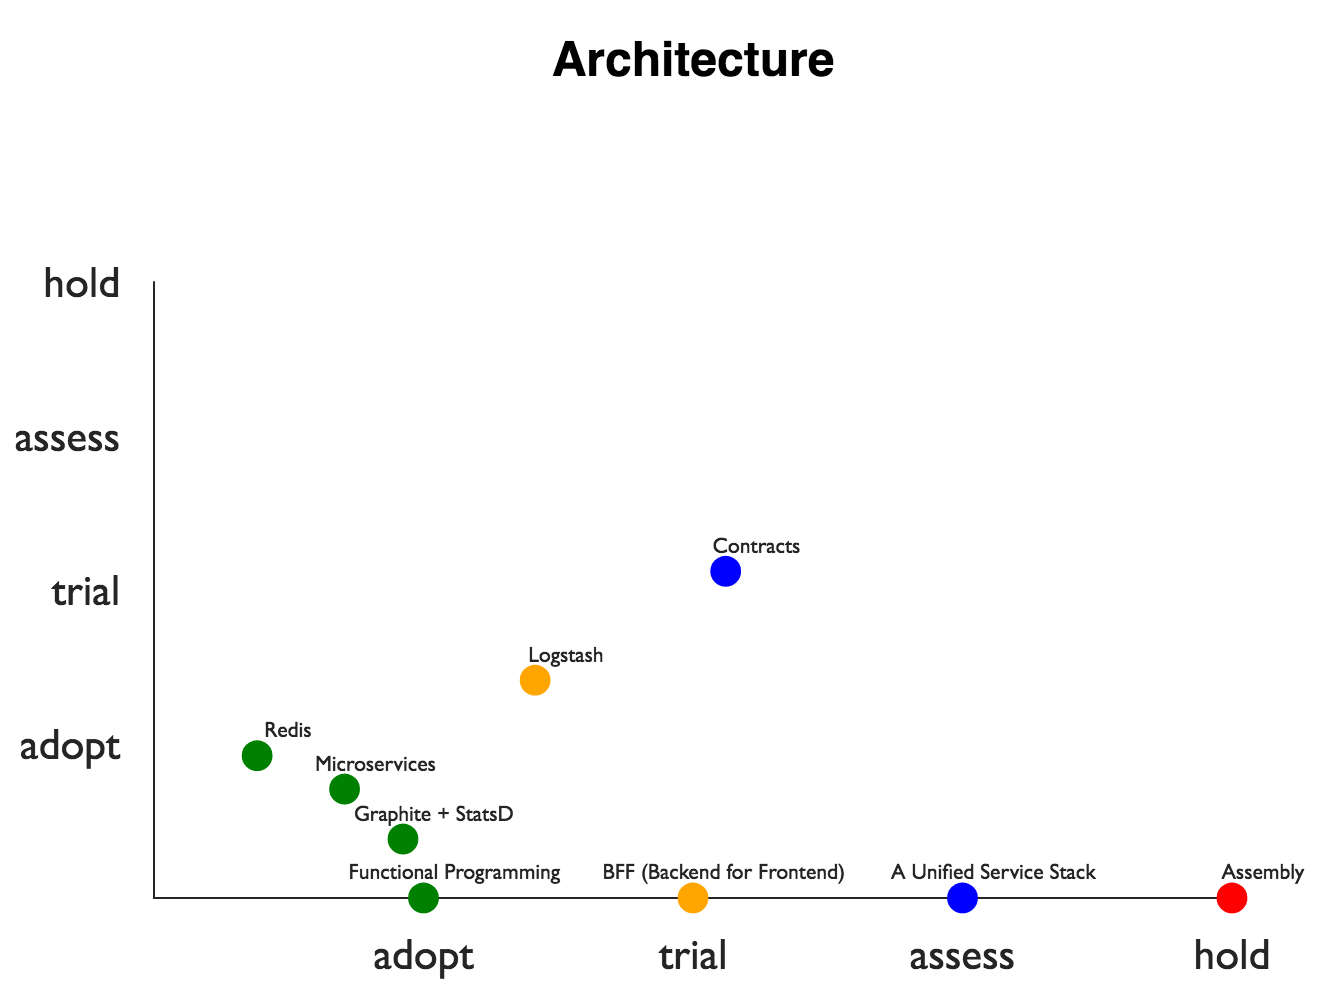 Architecture
hold
assess
Contracts
trial
Logstash
Redis
adopt
Microservices
Graphite + StatsD
Functional Programming
BFF (Backend for Frontend)
A Unified Service Stack
Assembly
adopt
trial
assess
hold